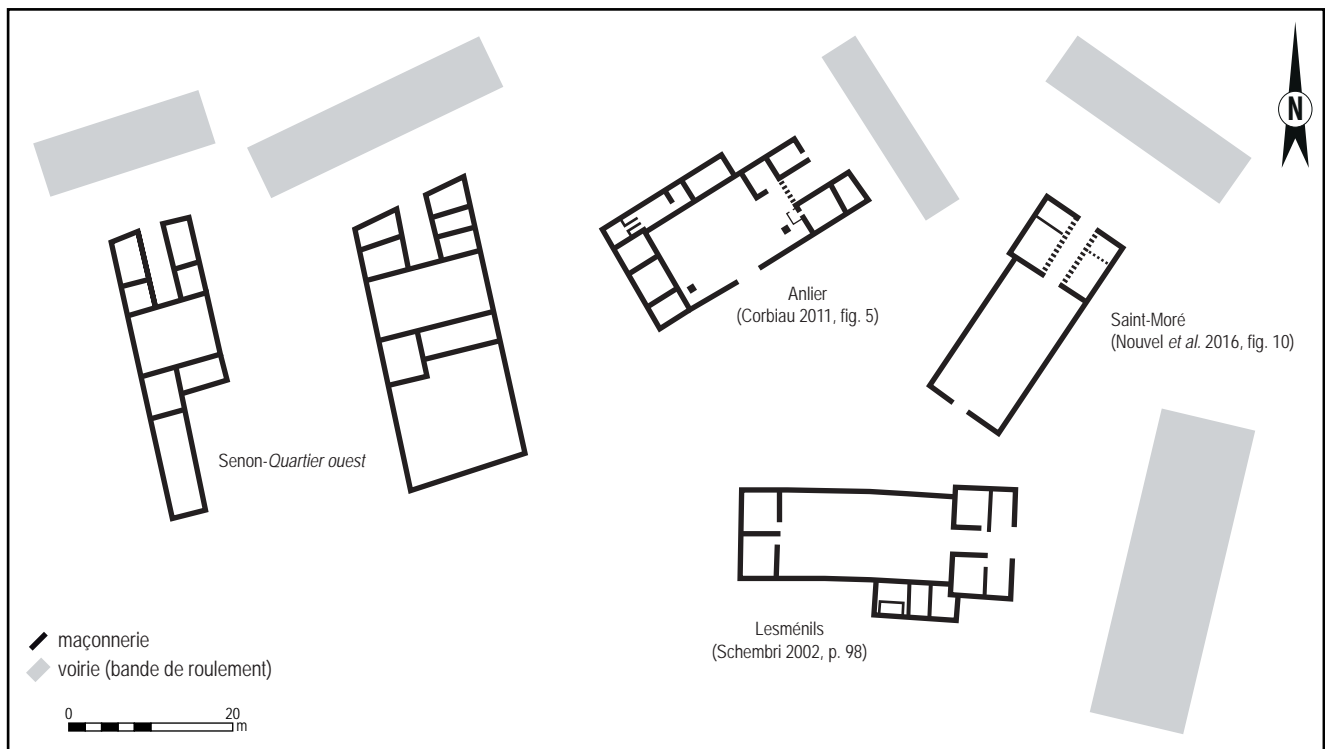 N
Anlier
(Corbiau 2011, fig. 5)
Saint-Moré
(Nouvel et al. 2016, fig. 10)
Senon-Quartier ouest
Lesménils
(Schembri 2002, p. 98)
maçonnerie
voirie (bande de roulement)
0 20
m